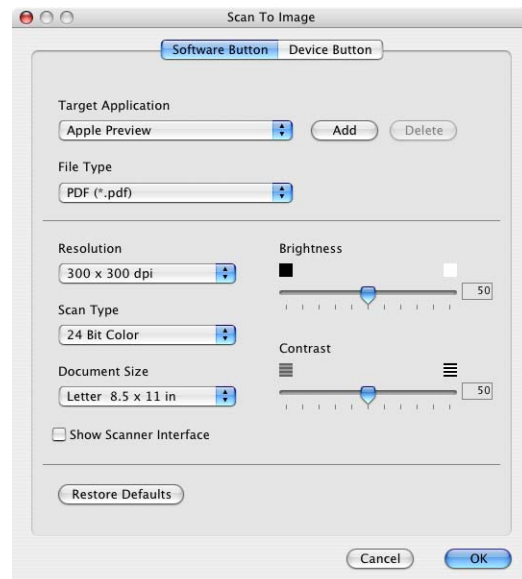 Scan To Image
Software Button Device Button
Target Application
Apple Preview Add Delete
File Type
PDF (*.pdf)
Resolution Brightness
300 x 300 dpi 50
Scan Type
24 Bit Color
Contrast
Document Size
Letter 8.5 x 11 in 50
Show Scanner Interface
Restore Defaults
Cancel OK